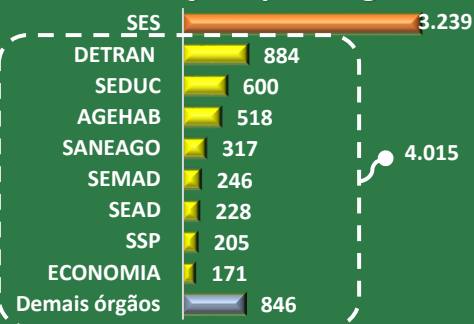 SES 3.239
DETRAN 884
SEDUC 600
AGEHAB 518
SANEAGO 317
4.015
SEMAD 246
SEAD 228
SSP 205
ECONOMIA 171
Demais órgãos 846